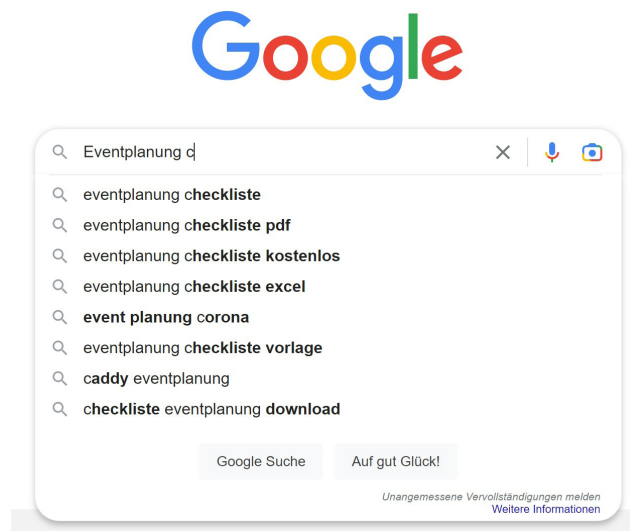 Google
Eventplanung c
eventplanung checkliste
eventplanung checkliste pdf
eventplanung checkliste kostenlos
eventplanung checkliste excel
event planung corona
eventplanung checkliste vorlage
caddy eventplanung
checkliste eventplanung download
Google Suche Auf gut Glück!
Unangemessene Vervollständigungen melden
Weitere Informationen